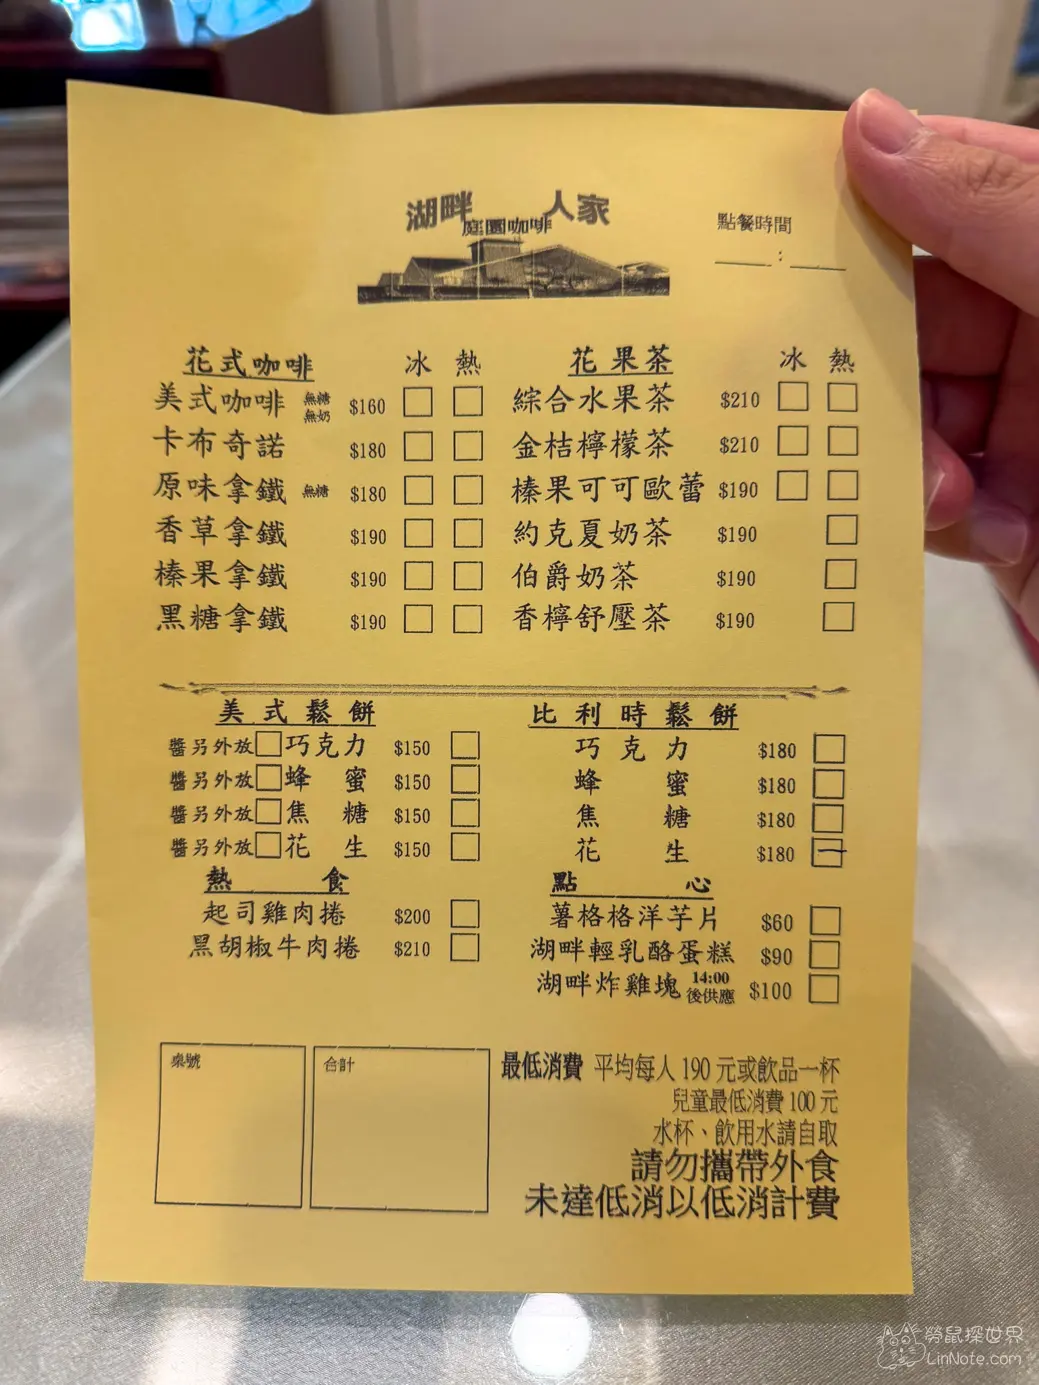 湖畔人家
庭園咖啡
點餐時間
___:___
花式咖啡 冰 熱
美式咖啡 無糖 無奶 $160 □ □
卡布奇諾 $180 □ □
原味拿鐵 無糖 $180 □ □
香草拿鐵 $190 □ □
榛果拿鐵 $190 □ □
黑糖拿鐵 $190 □ □
花果茶 冰 熱
綜合水果茶 $210 □ □
金桔檸檬茶 $210 □ □
榛果可可歐蕾 $190 □ □
約克夏奶茶 $190 □
伯爵奶茶 $190 □
香檸舒壓茶 $190 □
美式鬆餅
醬另外放□巧克力 $150 □
醬另外放□蜂蜜 $150 □
醬另外放□焦糖 $150 □
醬另外放□花生 $150 □
熱食
起司雞肉捲 $200 □
黑胡椒牛肉捲 $210 □
比利時鬆餅
巧克力 $180 □
蜂蜜 $180 □
焦糖 $180 □
花生 $180 一
點心
薯格格洋芋片 $60 □
湖畔輕乳酪蛋糕 $90 □
湖畔炸雞塊 14:00後供應 $100 □
桌號
合計
最低消費 平均每人190元或飲品一杯
兒童最低消費100元
水杯、飲用水請自取
請勿攜帶外食
未達低消以低消計費
勞鼠探世界
LinNote.com